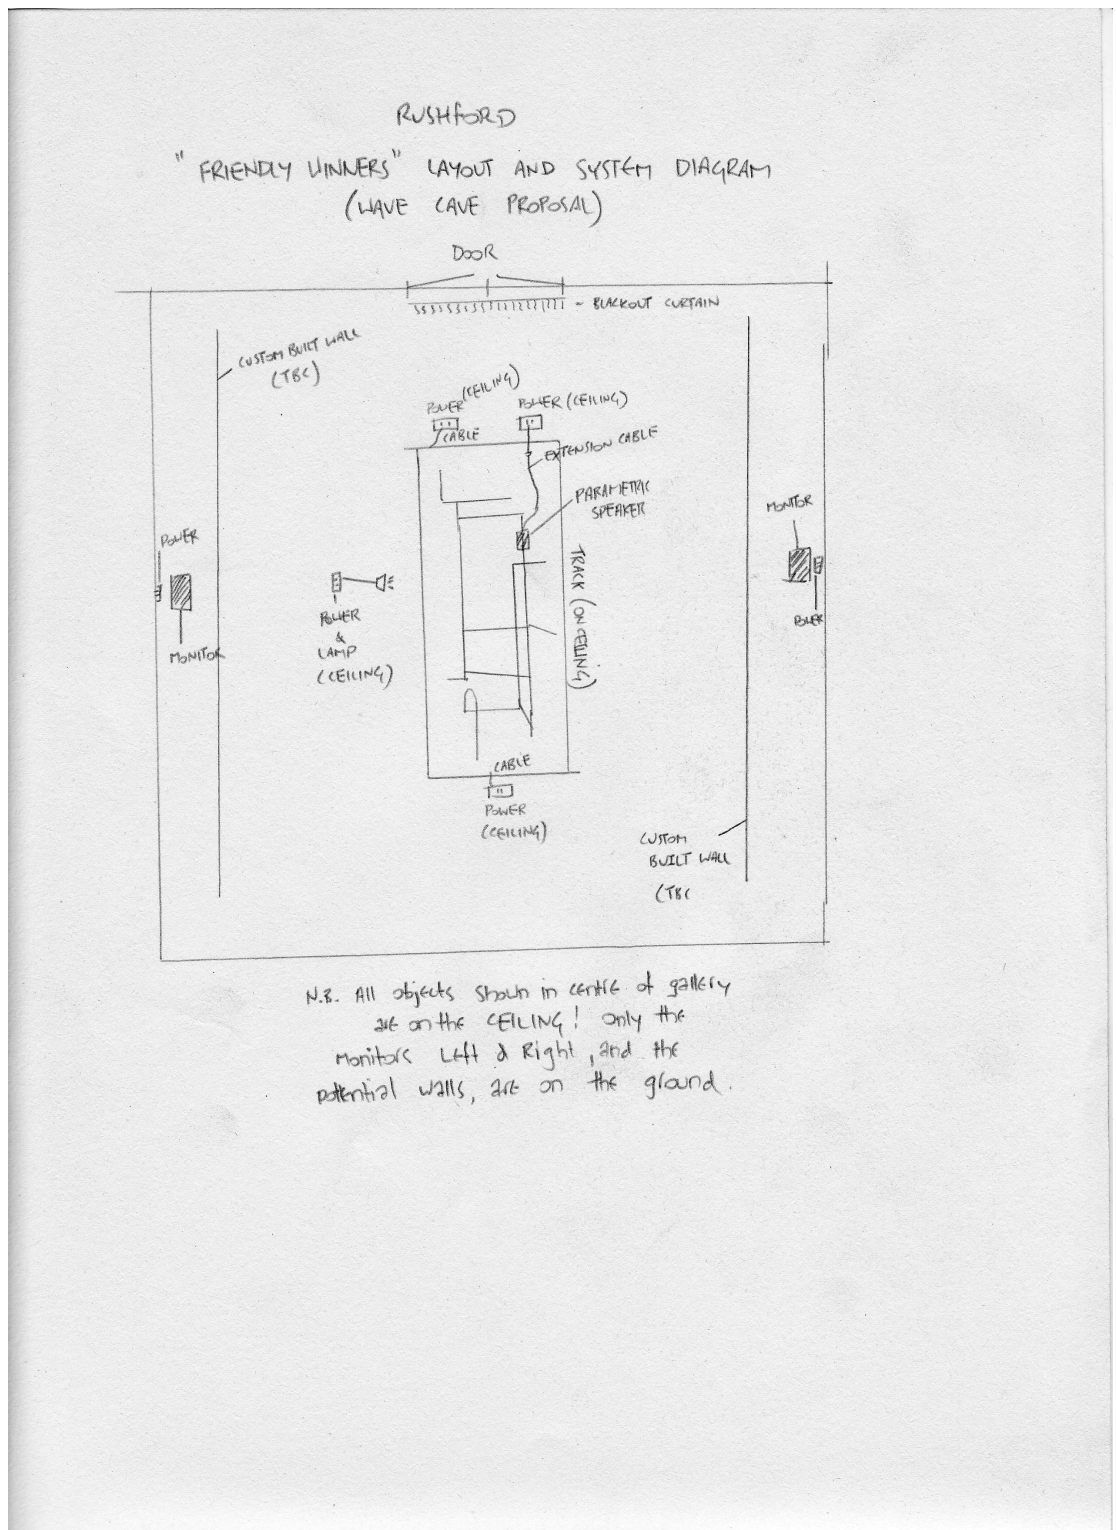 RUSHFORD
"FRIENDLY WINNERS" LAYOUT AND SYSTEM DIAGRAM
(WAVE CAVE PROPOSAL)
DOOR
- BLACKOUT CURTAIN
CUSTOM BUILT WALL
(TBC)
POWER (CEILING)
CABLE
POWER (CEILING)
EXTENSION CABLE
PARAMETRIC
SPEAKER
MONITOR
POWER
TRACK (ON CEILING)
POWER
&
LAMP
(CEILING)
MONITOR
POWER
CABLE
POWER
(CEILING)
CUSTOM
BUILT WALL
(TBC
N.B. All objects shown in centre of gallery
are on the CEILING! Only the
Monitors Left & Right, and the
potential walls, are on the ground.